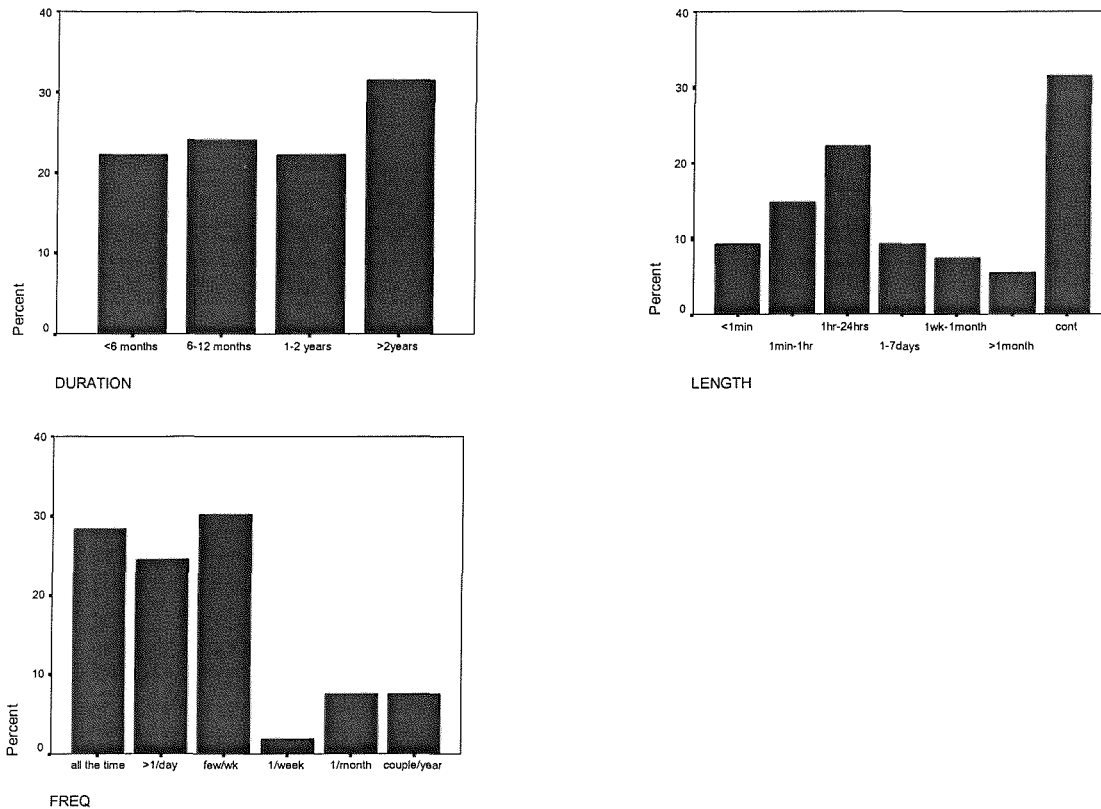 40
30
20
10
0
Percent
<6 months 6-12 months 1-2 years >2years
DURATION
40
30
20
10
0
Percent
<1min 1hr-24hrs 1wk-1month cont
1min-1hr 1-7days >1month
LENGTH
40
30
20
10
0
Percent
all the time >1/day few/wk 1/week 1/month couple/year
FREQ